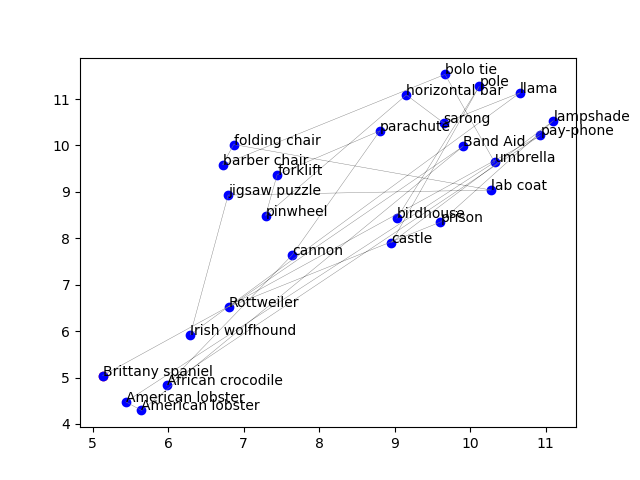 bolo tie
pole
llama
horizontal bar
lampshade
sarong
parachute
pay-phone
folding chair
Band Aid
barber chair
umbrella
forklift
jigsaw puzzle
lab coat
pinwheel
birdhouse
prison
castle
cannon
Rottweiler
Irish wolfhound
Brittany spaniel
African crocodile
American lobster
American lobster
11
10
9
8
7
6
5
4
5 6 7 8 9 10 11